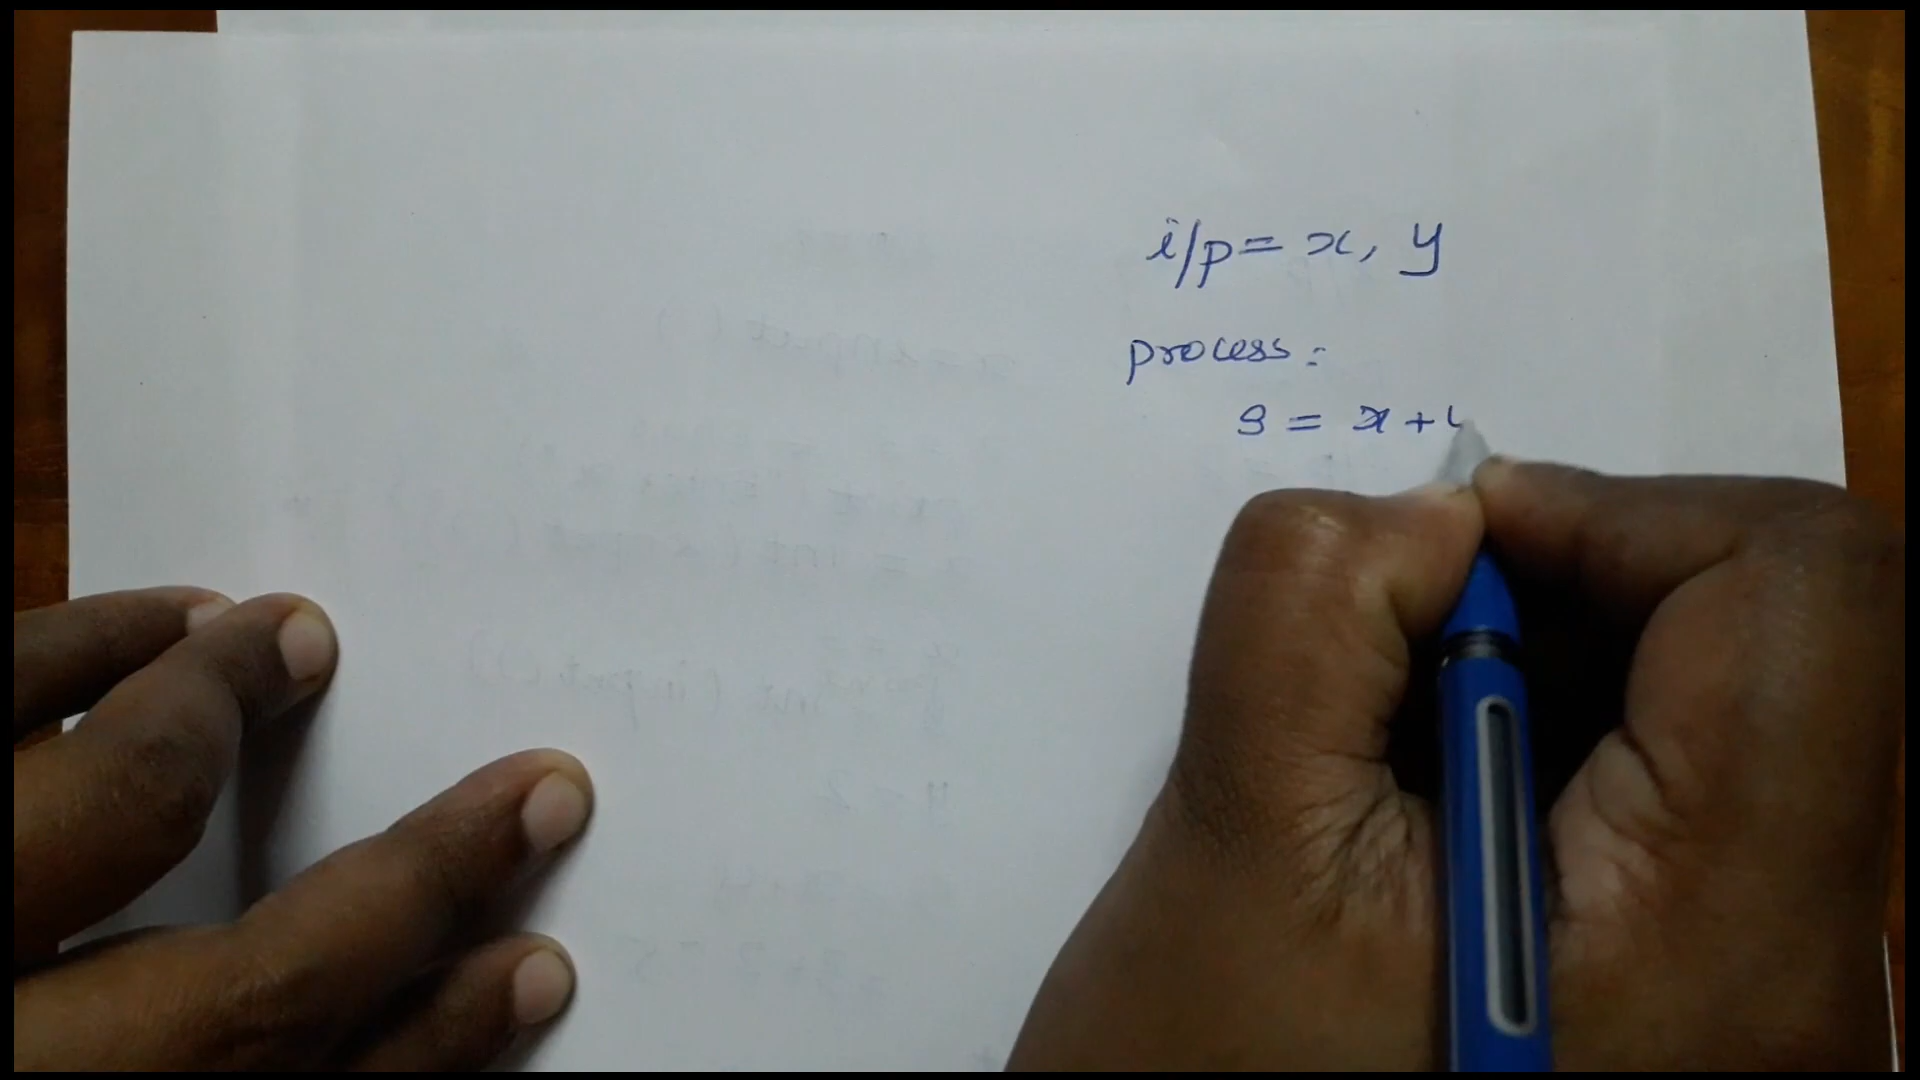 i/p = x, y
process:
s = x + y